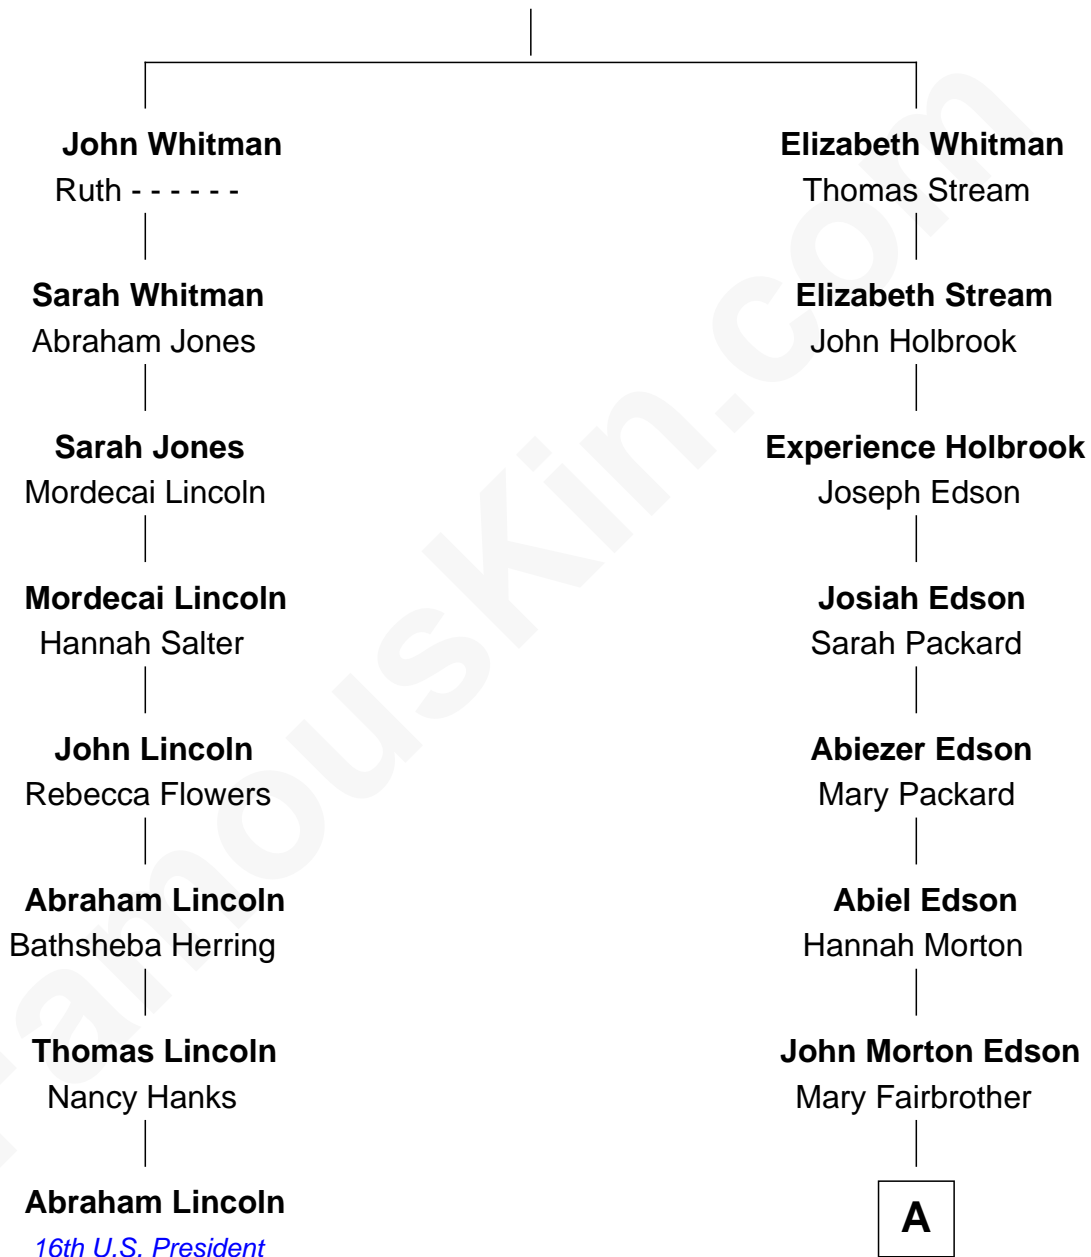 John Whitman
Ruth - - - - - -
Sarah Whitman
Abraham Jones
Sarah Jones
Mordecai Lincoln
Mordecai Lincoln
Hannah Salter
John Lincoln
Rebecca Flowers
Abraham Lincoln
Bathsheba Herring
Thomas Lincoln
Nancy Hanks
Abraham Lincoln
16th U.S. President
Elizabeth Whitman
Thomas Stream
Elizabeth Stream
John Holbrook
Experience Holbrook
Joseph Edson
Josiah Edson
Sarah Packard
Abiezer Edson
Mary Packard
Abiel Edson
Hannah Morton
John Morton Edson
Mary Fairbrother
A
FamousKin.com